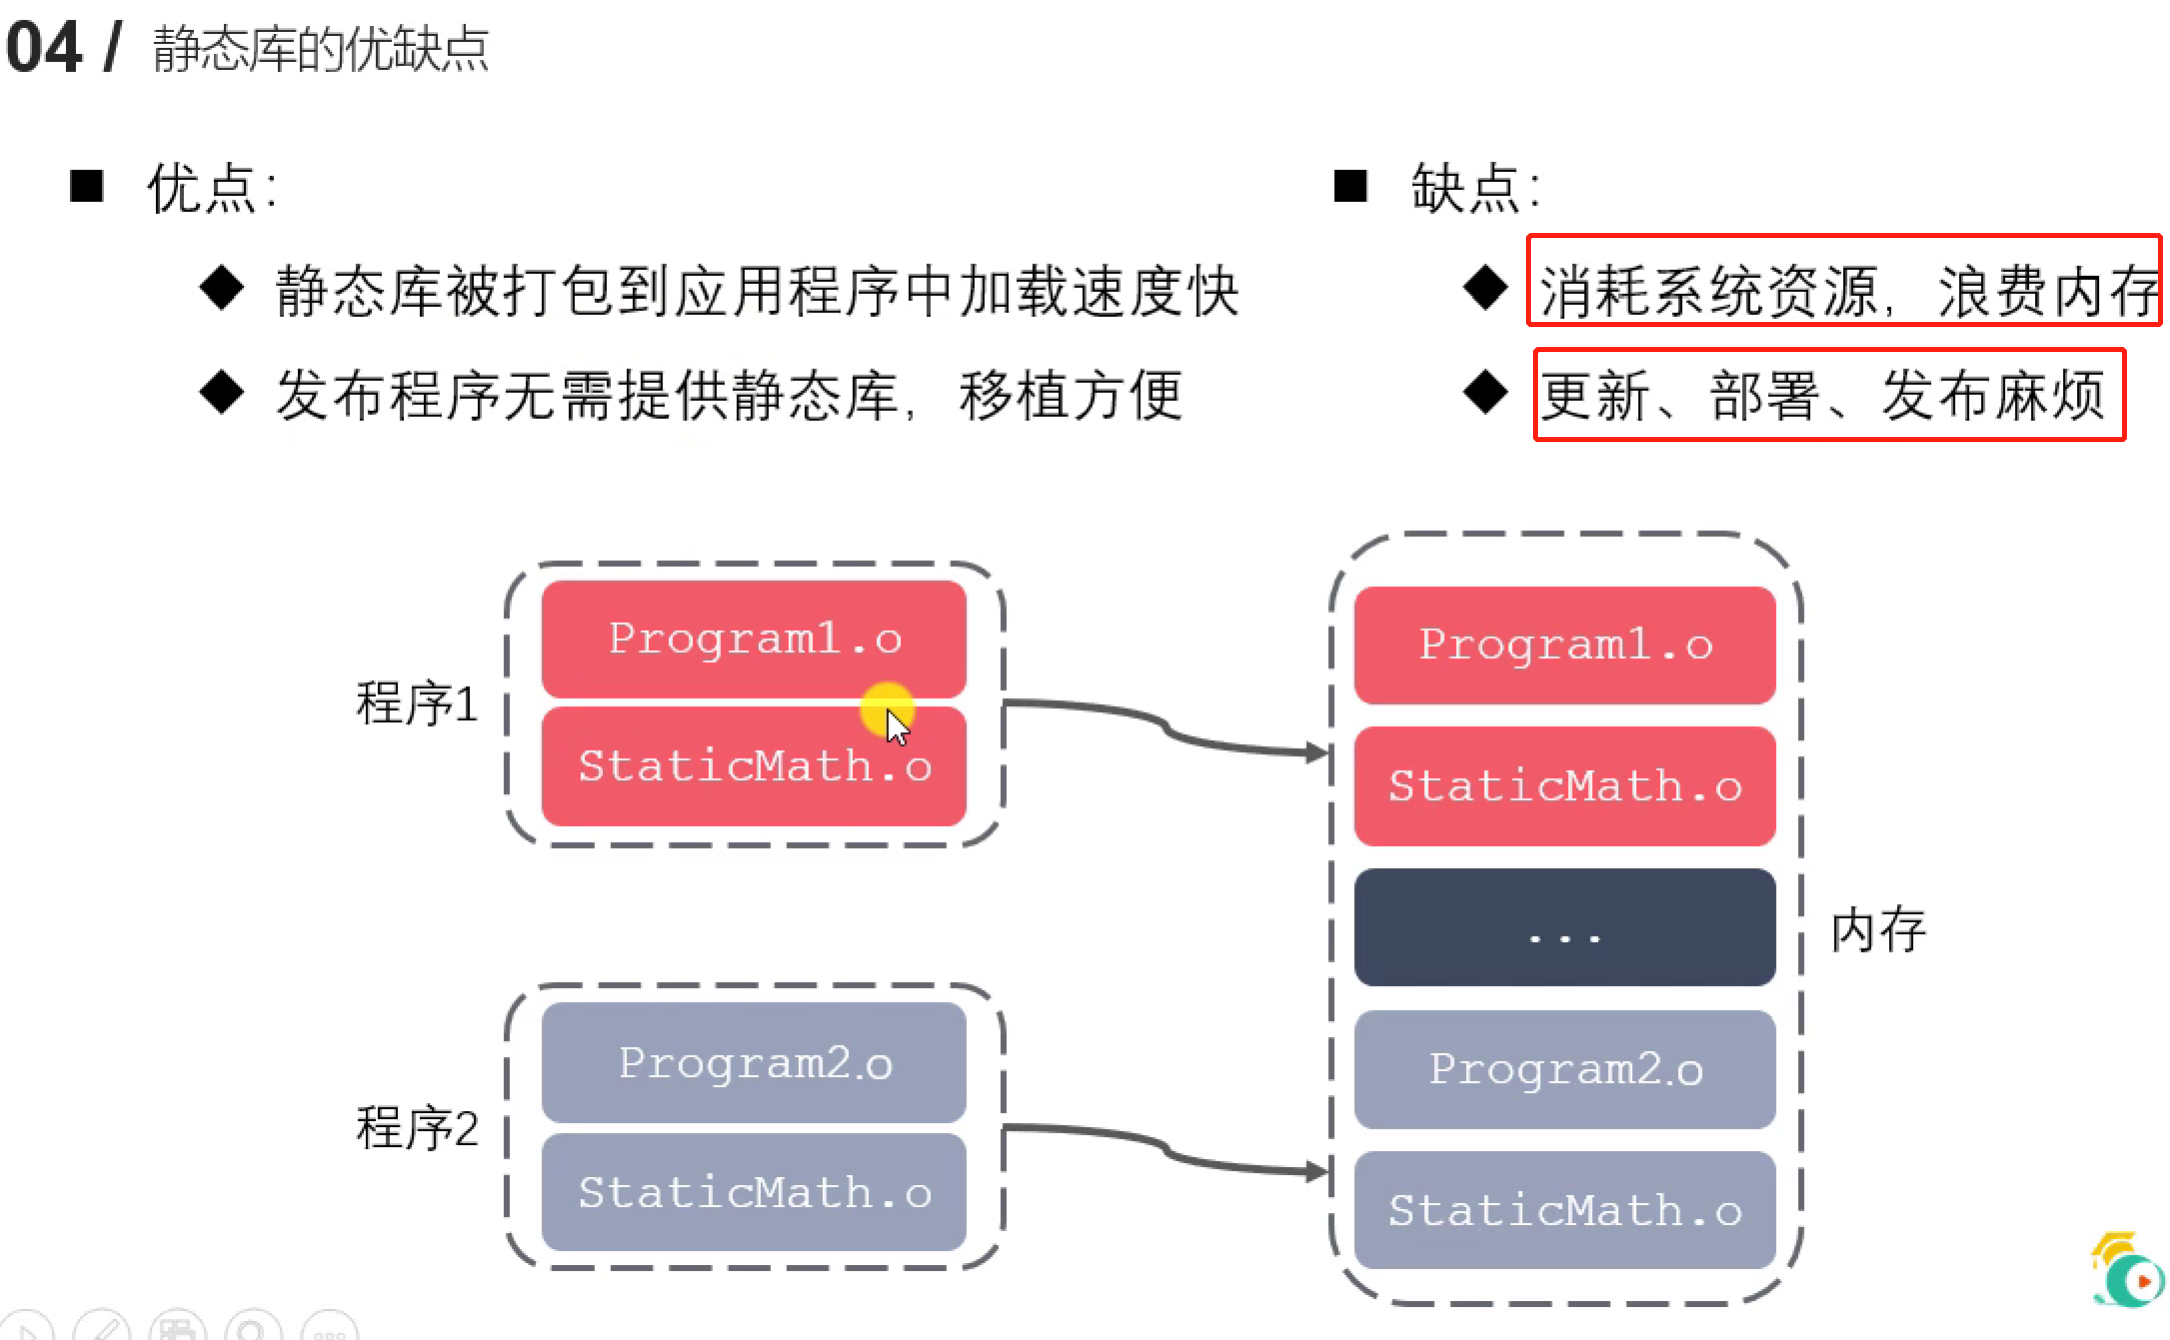 04 / 静态库的优缺点
优点：
静态库被打包到应用程序中加载速度快
发布程序无需提供静态库，移植方便
缺点：
消耗系统资源，浪费内存
更新、部署、发布麻烦
程序1
Program1.o
StaticMath.o
程序2
Program2.o
StaticMath.o
Program1.o
StaticMath.o
...
Program2.o
StaticMath.o
内存